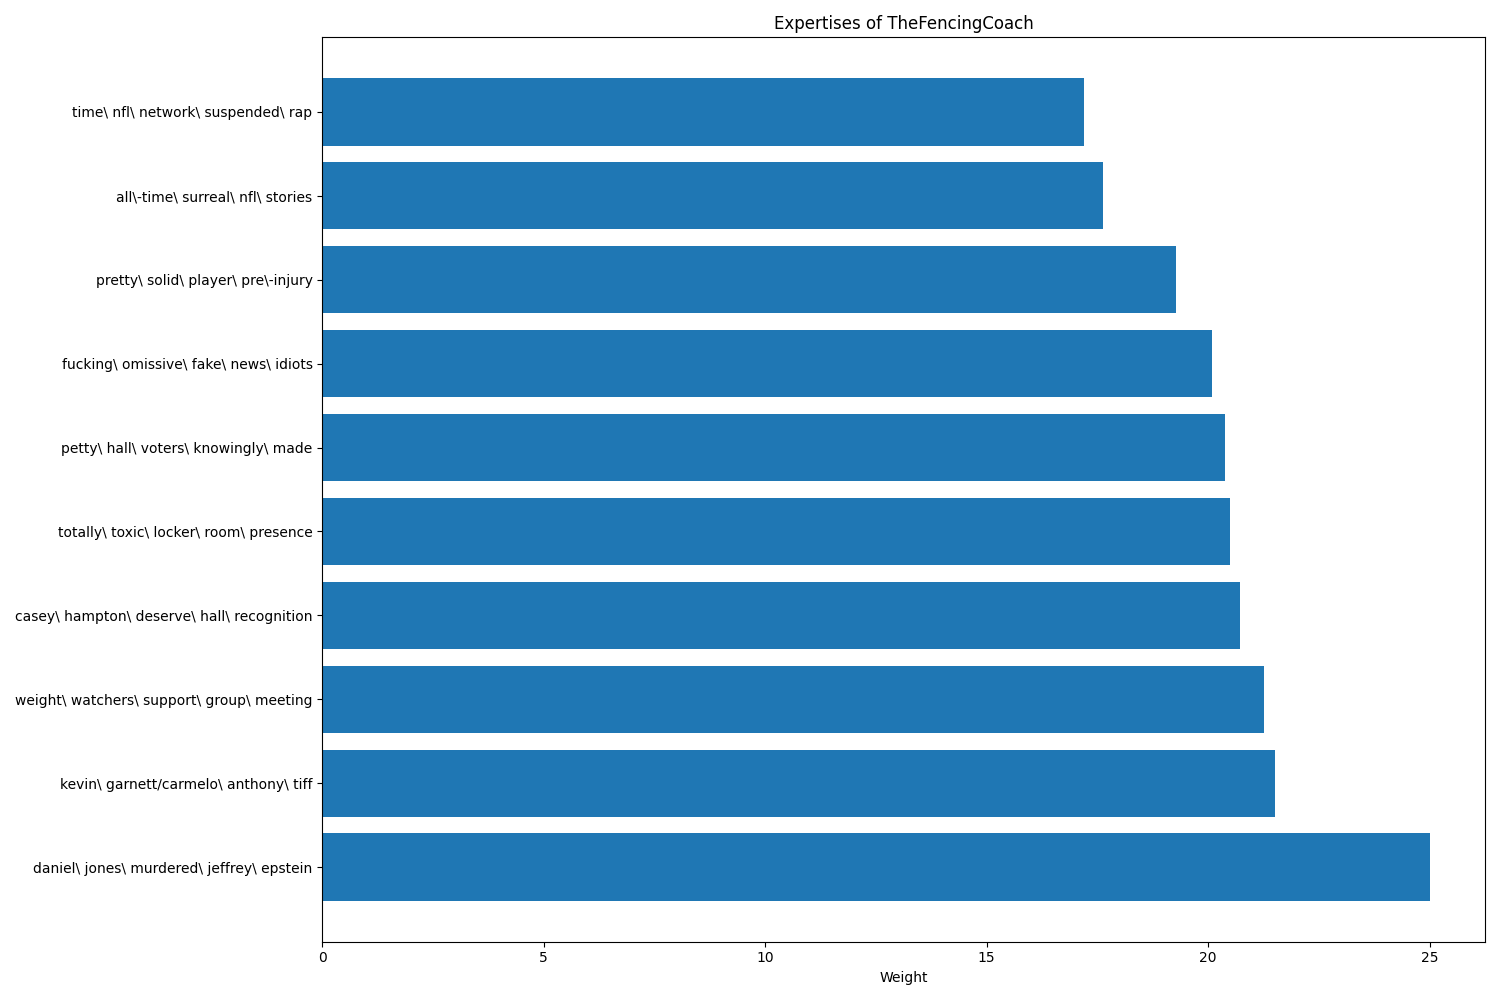 Expertises of TheFencingCoach
time\ nfl\ network\ suspended\ rap
all\-time\ surreal\ nfl\ stories
pretty\ solid\ player\ pre\-injury
fucking\ omissive\ fake\ news\ idiots
petty\ hall\ voters\ knowingly\ made
totally\ toxic\ locker\ room\ presence
casey\ hampton\ deserve\ hall\ recognition
weight\ watchers\ support\ group\ meeting
kevin\ garnett/carmelo\ anthony\ tiff
daniel\ jones\ murdered\ jeffrey\ epstein
0 5 10 15 20 25
Weight